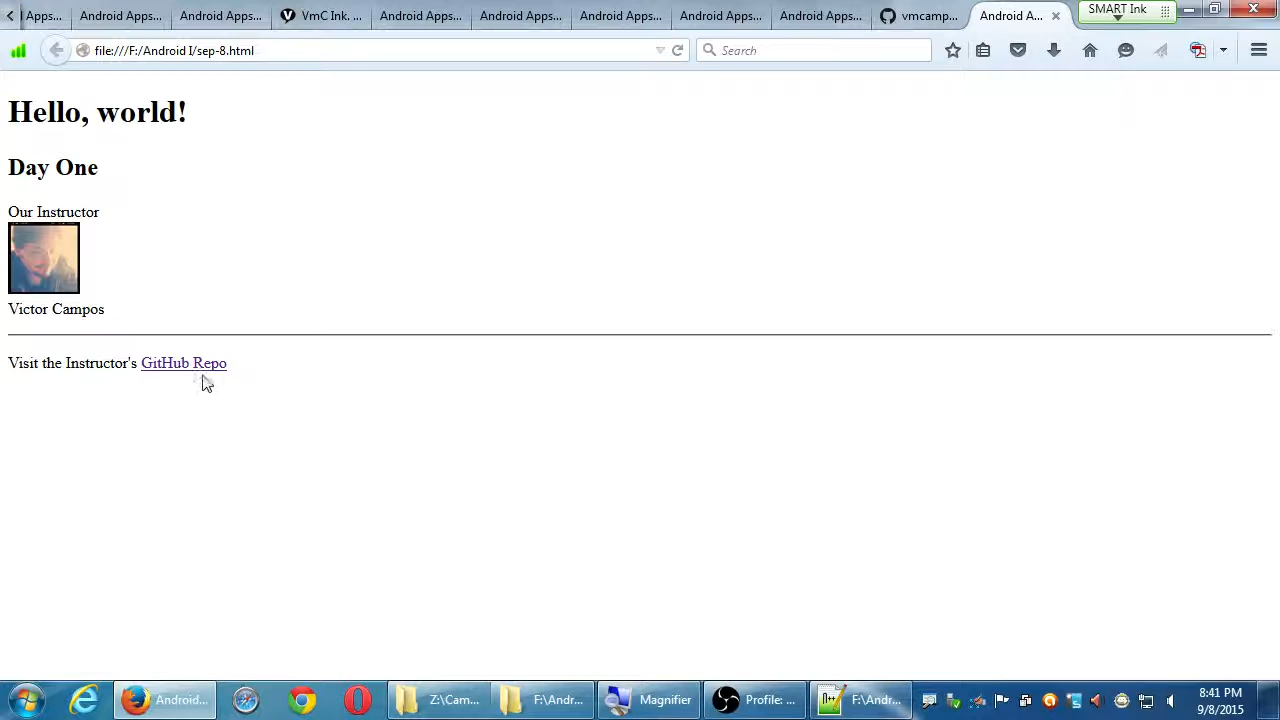 Apps...
Android Apps...
Android Apps...
VmC Ink. ...
Android Apps...
Android Apps...
Android Apps...
Android Apps...
Android Apps...
vmcamp...
Android A...
SMART Ink
file:///F:/Android I/sep-8.html
Search
Hello, world!
Day One
Our Instructor
Victor Campos
Visit the Instructor's GitHub Repo
Android...
Z:\Cam...
F:\Andr...
Magnifier
Profile: ...
F:\Andr...
8:41 PM
9/8/2015